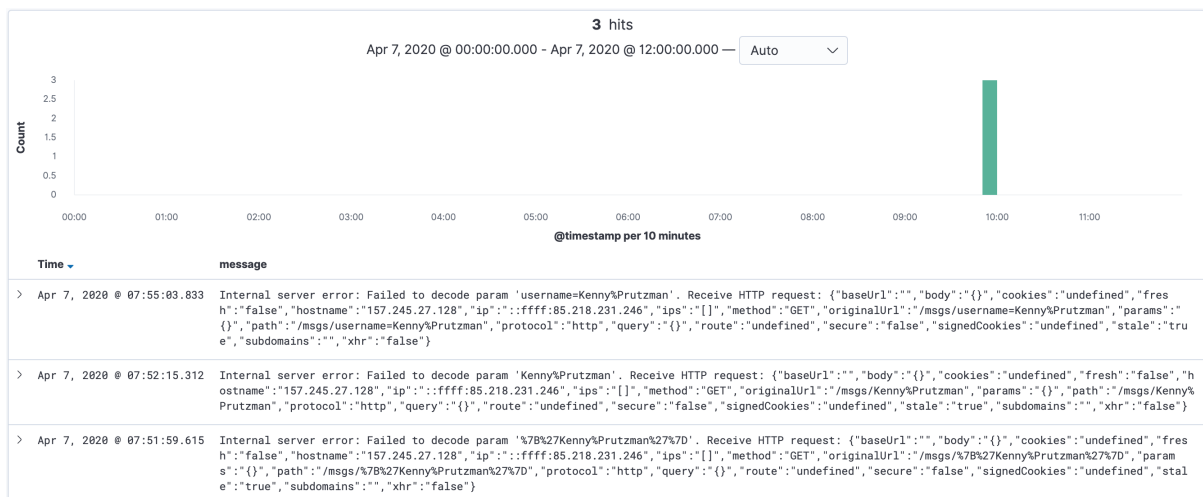 3 hits
Apr 7, 2020 @ 00:00:00.000 - Apr 7, 2020 @ 12:00:00.000 — Auto
3
2.5
2
1.5
1
0.5
0
Count
00:00 01:00 02:00 03:00 04:00 05:00 06:00 07:00 08:00 09:00 10:00 11:00
@timestamp per 10 minutes
Time message
Apr 7, 2020 @ 07:55:03.833 Internal server error: Failed to decode param 'username=Kenny%Prutzman'. Receive HTTP request: {"baseUrl":"","body":"{}","cookies":"undefined","fres
h":"false","hostname":"157.245.27.128","ip":"::ffff:85.218.231.246","ips":"[]","method":"GET","originalUrl":"/msgs/username=Kenny%Prutzman","params":"
{}","path":"/msgs/username=Kenny%Prutzman","protocol":"http","query":"{}","route":"undefined","secure":"false","signedCookies":"undefined","stale":"tru
e","subdomains":"","xhr":"false"}
Apr 7, 2020 @ 07:52:15.312 Internal server error: Failed to decode param 'Kenny%Prutzman'. Receive HTTP request: {"baseUrl":"","body":"{}","cookies":"undefined","fresh":"false","h
ostname":"157.245.27.128","ip":"::ffff:85.218.231.246","ips":"[]","method":"GET","originalUrl":"/msgs/Kenny%Prutzman","params":"{}","path":"/msgs/Kenny%
Prutzman","protocol":"http","query":"{}","route":"undefined","secure":"false","signedCookies":"undefined","stale":"true","subdomains":"","xhr":"false"}
Apr 7, 2020 @ 07:51:59.615 Internal server error: Failed to decode param '%7B%27Kenny%Prutzman%27%7D'. Receive HTTP request: {"baseUrl":"","body":"{}","cookies":"undefined","fres
h":"false","hostname":"157.245.27.128","ip":"::ffff:85.218.231.246","ips":"[]","method":"GET","originalUrl":"/msgs/%7B%27Kenny%Prutzman%27%7D","param
s":"{}","path":"/msgs/%7B%27Kenny%Prutzman%27%7D","protocol":"http","query":"{}","route":"undefined","secure":"false","signedCookies":"undefined","stal
e":"true","subdomains":"","xhr":"false"}